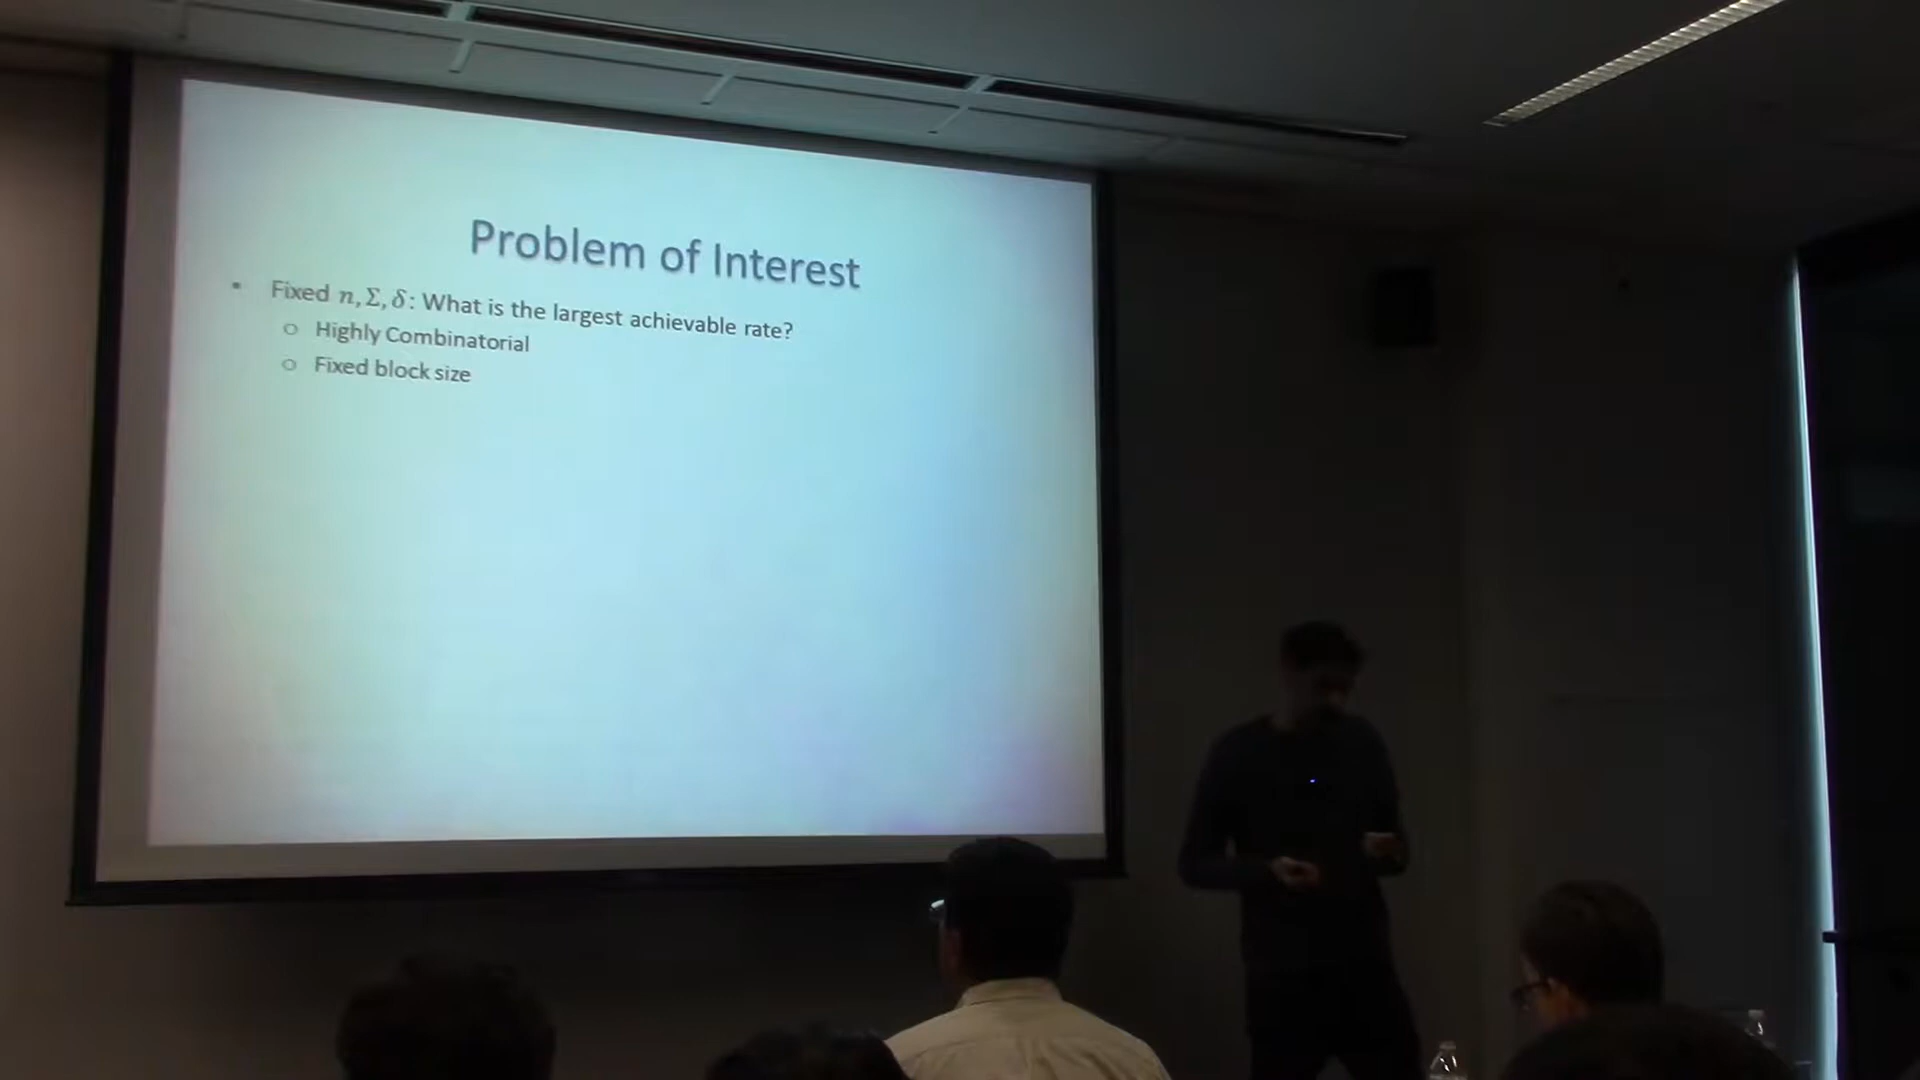 Problem of Interest
• Fixed n, Σ, δ: What is the largest achievable rate?
○ Highly Combinatorial
○ Fixed block size